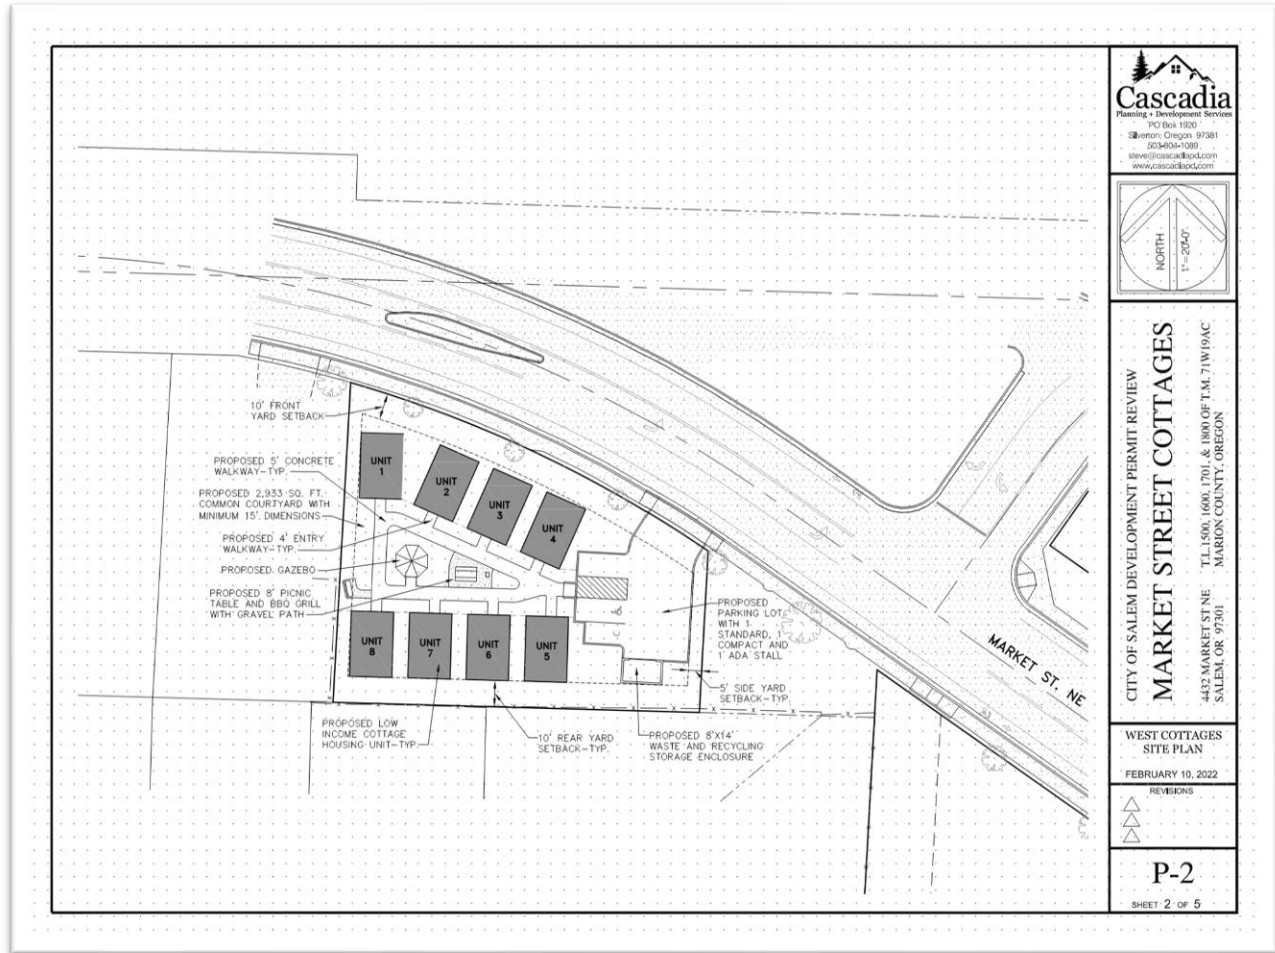 10' FRONT
YARD SETBACK
PROPOSED 5' CONCRETE
WALKWAY-TYP.
PROPOSED 2,933 SQ. FT.
COMMON COURTYARD WITH
MINIMUM 15' DIMENSIONS
PROPOSED 4' ENTRY
WALKWAY-TYP.
PROPOSED GAZEBO
PROPOSED 8' PICNIC
TABLE AND BBQ GRILL
WITH GRAVEL PATH
UNIT
1
UNIT
2
UNIT
3
UNIT
4
UNIT
8
UNIT
7
UNIT
6
UNIT
5
C
PROPOSED
PARKING LOT
WITH 1
STANDARD, 1
COMPACT AND
1 ADA STALL
5' SIDE YARD
SETBACK-TYP.
PROPOSED LOW
INCOME COTTAGE
HOUSING UNIT-TYP.
10' REAR YARD
SETBACK-TYP.
PROPOSED 8'X14'
WASTE AND RECYCLING
STORAGE ENCLOSURE
MARKET ST. NE
Cascadia
Planning + Development Services
PO Box 1920
Silverton, Oregon 97381
503-804-1089
steve@cascadiapd.com
www.cascadiapd.com
NORTH
1" = 20'-0"
CITY OF SALEM DEVELOPMENT PERMIT REVIEW
MARKET STREET COTTAGES
4432 MARKET ST NE
SALEM, OR 97301
T.L. 1500, 1600, 1701, & 1800 OF T.M. 71W19AC
MARION COUNTY, OREGON
WEST COTTAGES
SITE PLAN
FEBRUARY 10, 2022
REVISIONS
P-2
SHEET 2 OF 5